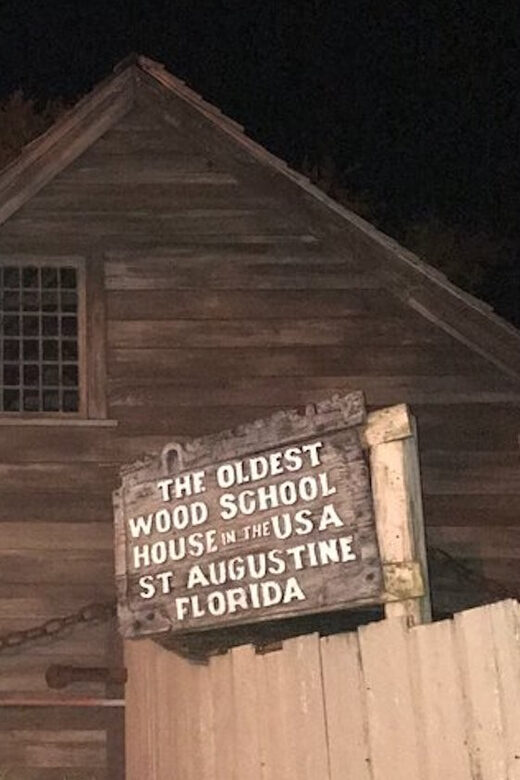 THE OLDEST
WOOD SCHOOL
HOUSE IN THE USA
ST AUGUSTINE
FLORIDA